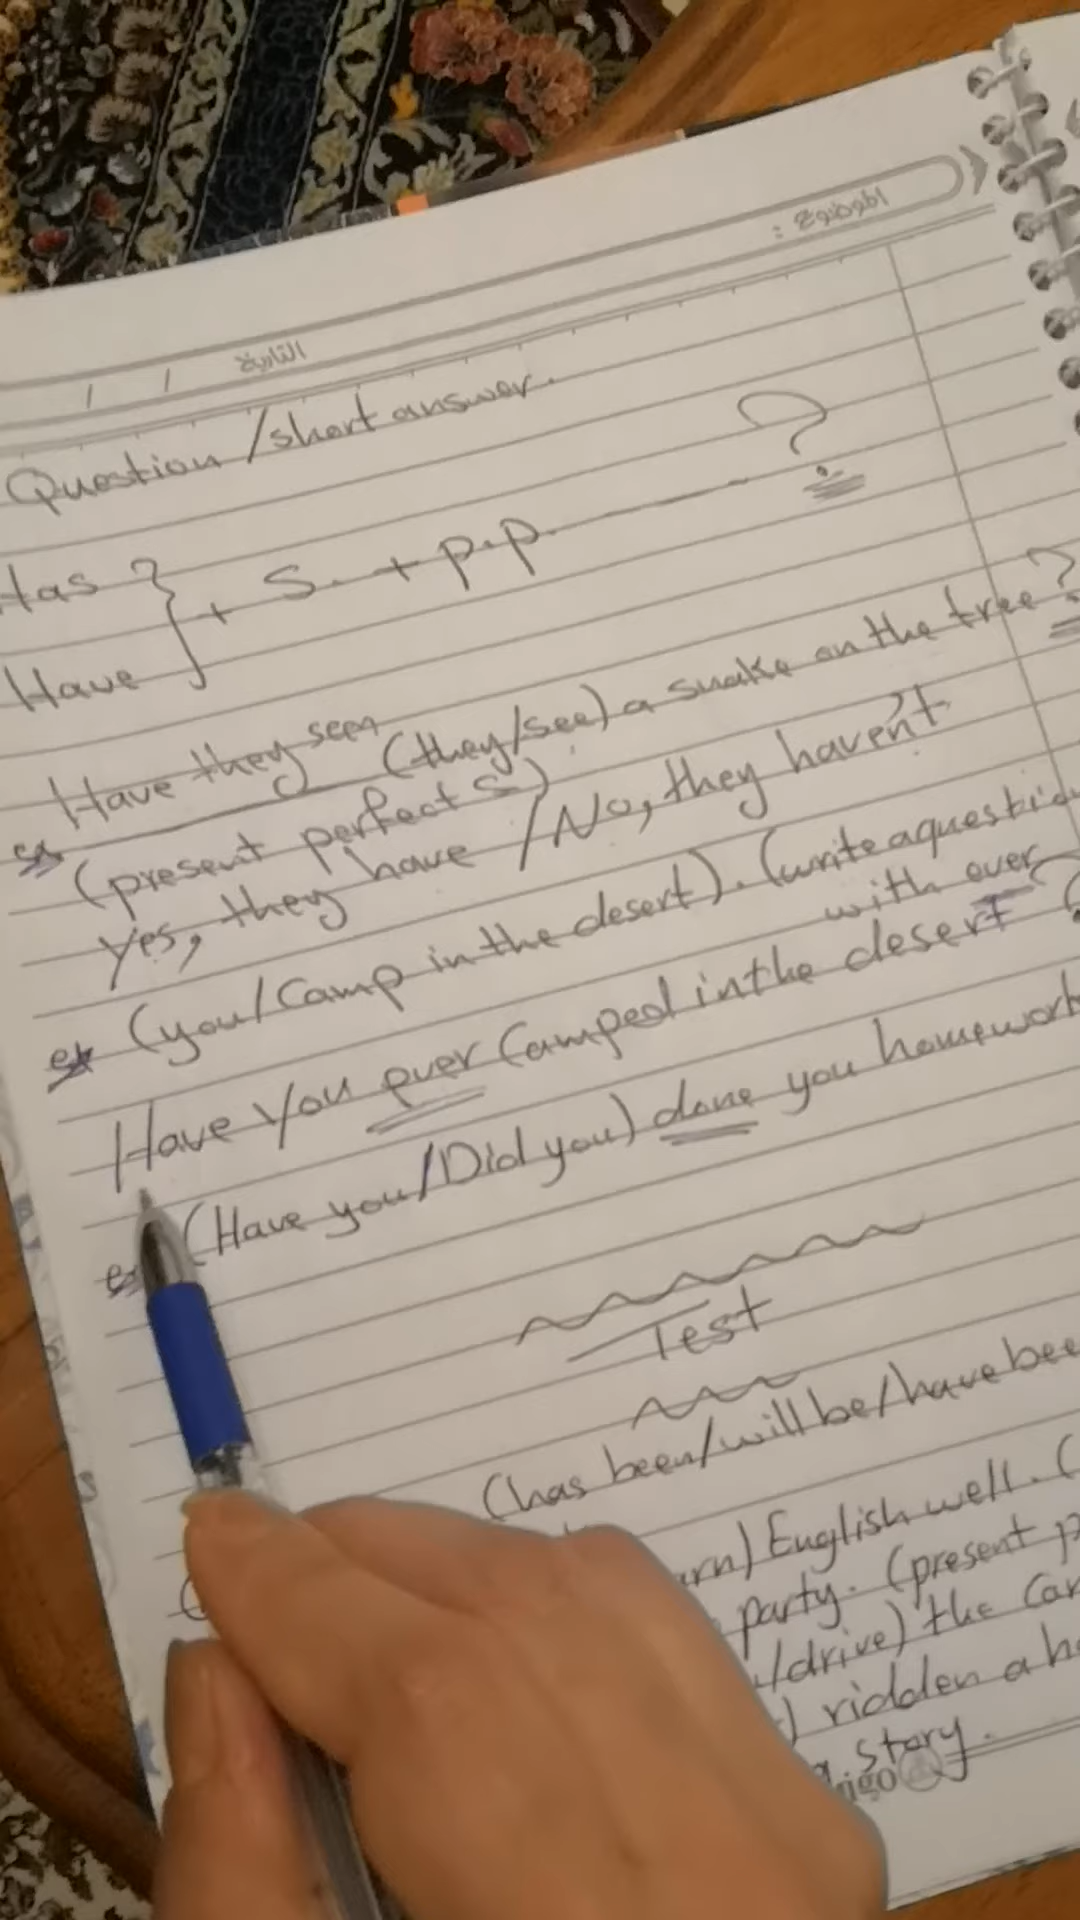 الموضوع :
التاريخ / /
Question / short answer.
Has
Have } + S. + p.p. ?
Have they seen (they/see) a snake on the tree ?
ex (present perfect s)
Yes, they have / No, they haven't
ex (you/Camp in the desert). (write a question
with ever
Have you ever Camped in the desert ?
ex (Have you/Did you) done you homework
Test
(has been/will be/have bee
English well. (
party. (present p
/drive) the car
) ridden a h
a story.